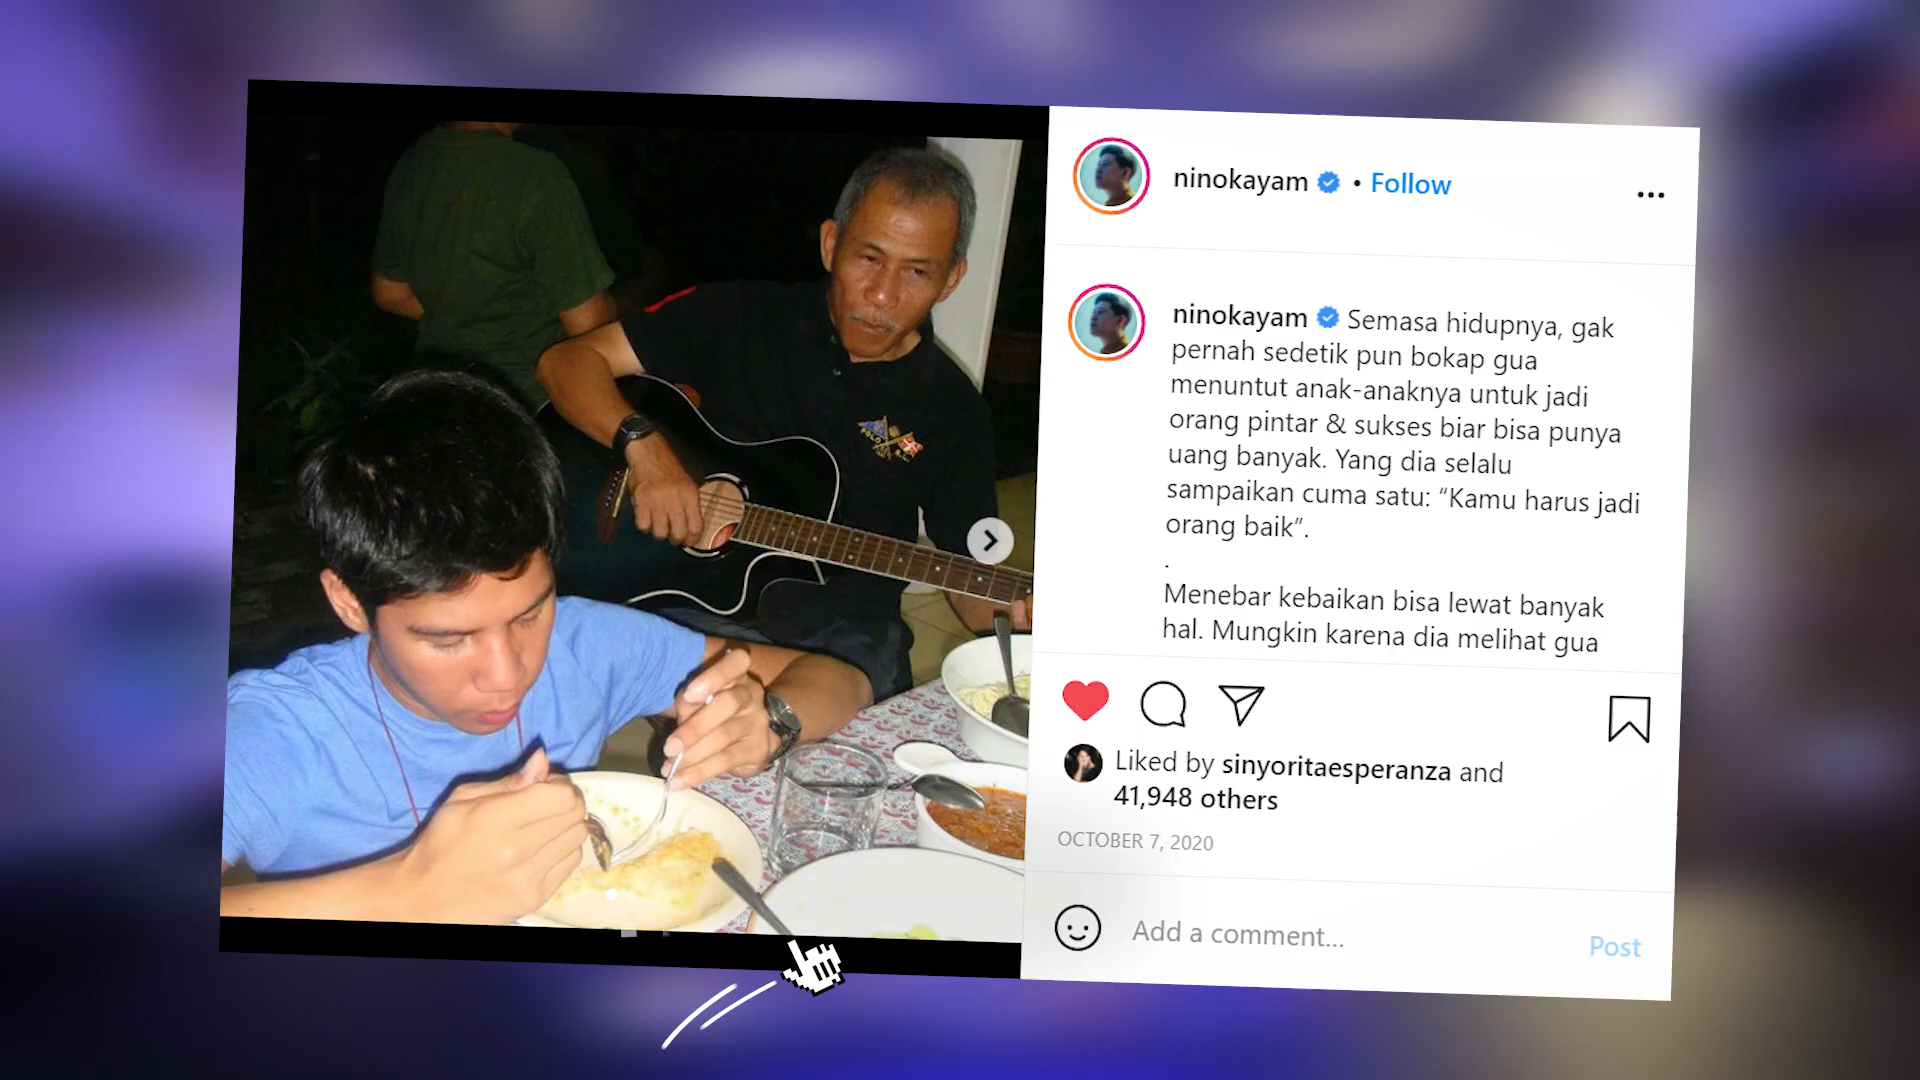 ninokayam • Follow
ninokayam Semasa hidupnya, gak
pernah sedetik pun bokap gua
menuntut anak-anaknya untuk jadi
orang pintar & sukses biar bisa punya
uang banyak. Yang dia selalu
sampaikan cuma satu: “Kamu harus jadi
orang baik”.
.
Menebar kebaikan bisa lewat banyak
hal. Mungkin karena dia melihat gua
Liked by sinyoritaesperanza and
41,948 others
OCTOBER 7, 2020
Add a comment...
Post
POLO